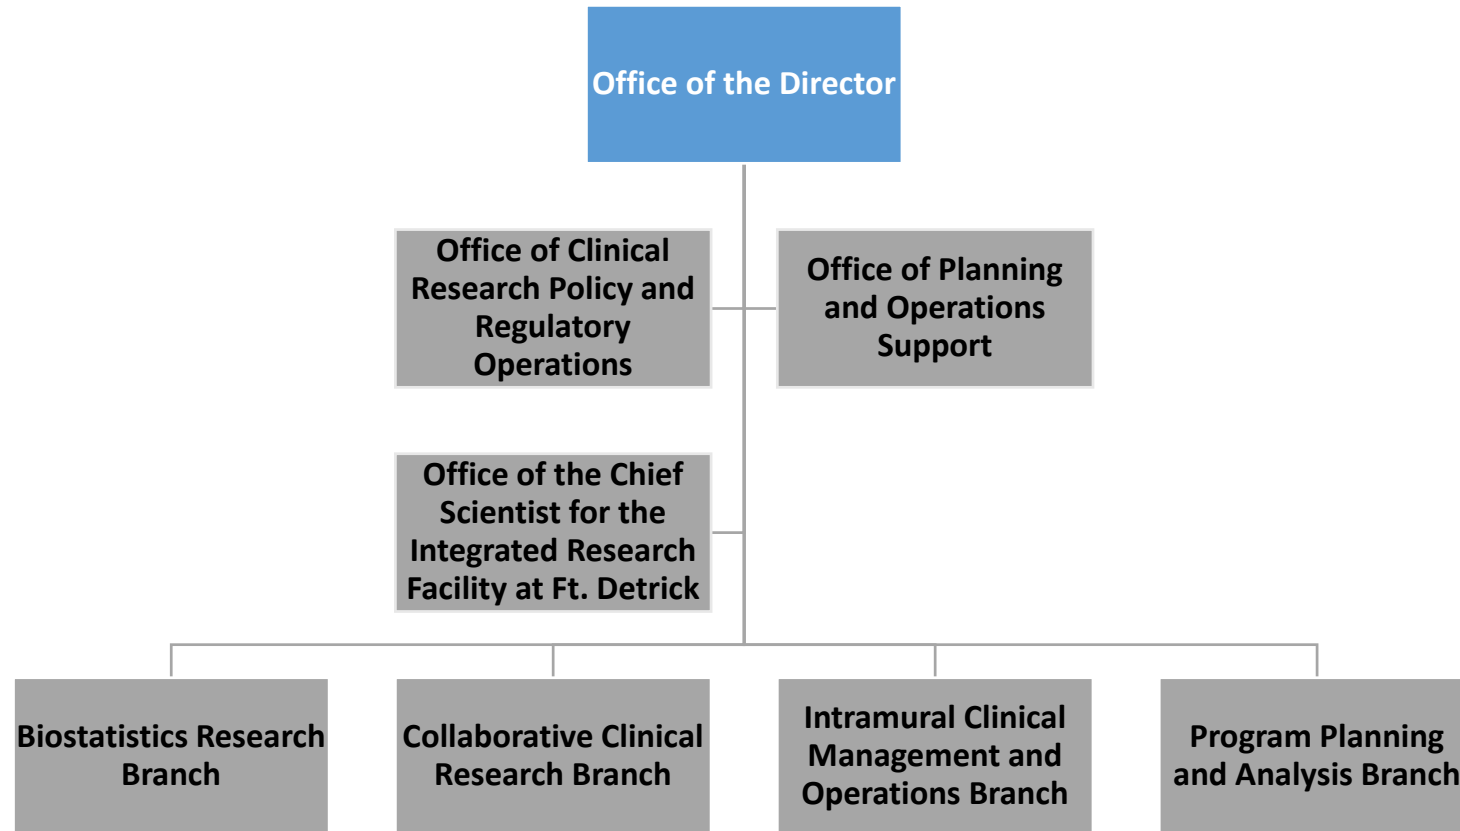 Office of the Director
Office of Clinical
Research Policy and
Regulatory
Operations
Office of Planning
and Operations
Support
Office of the Chief
Scientist for the
Integrated Research
Facility at Ft. Detrick
Biostatistics Research
Branch
Collaborative Clinical
Research Branch
Intramural Clinical
Management and
Operations Branch
Program Planning
and Analysis Branch